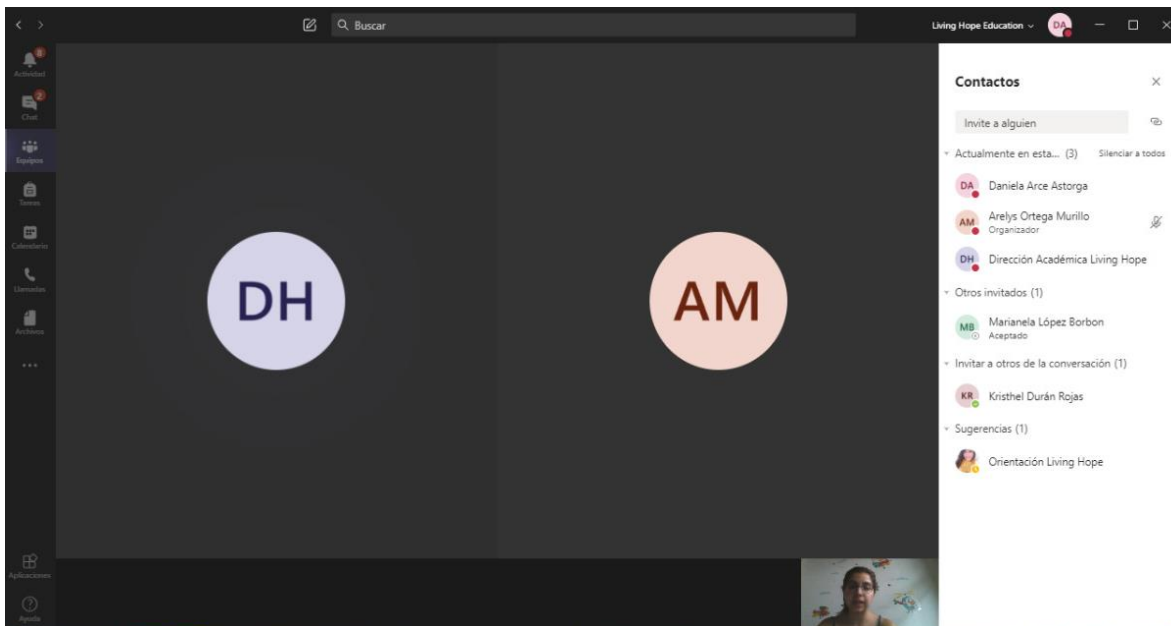 Buscar
Living Hope Education
DA
8
Actividad
2
Chat
Equipos
Tareas
Calendario
Llamadas
Archivos
Aplicaciones
Ayuda
DH
AM
Contactos
Invite a alguien
Actualmente en esta... (3) Silenciar a todos
DA Daniela Arce Astorga
AM Arelys Ortega Murillo
Organizador
DH Dirección Académica Living Hope
Otros invitados (1)
MB Marianela López Borbon
Aceptado
Invitar a otros de la conversación (1)
KR Kristhel Durán Rojas
Sugerencias (1)
Orientación Living Hope